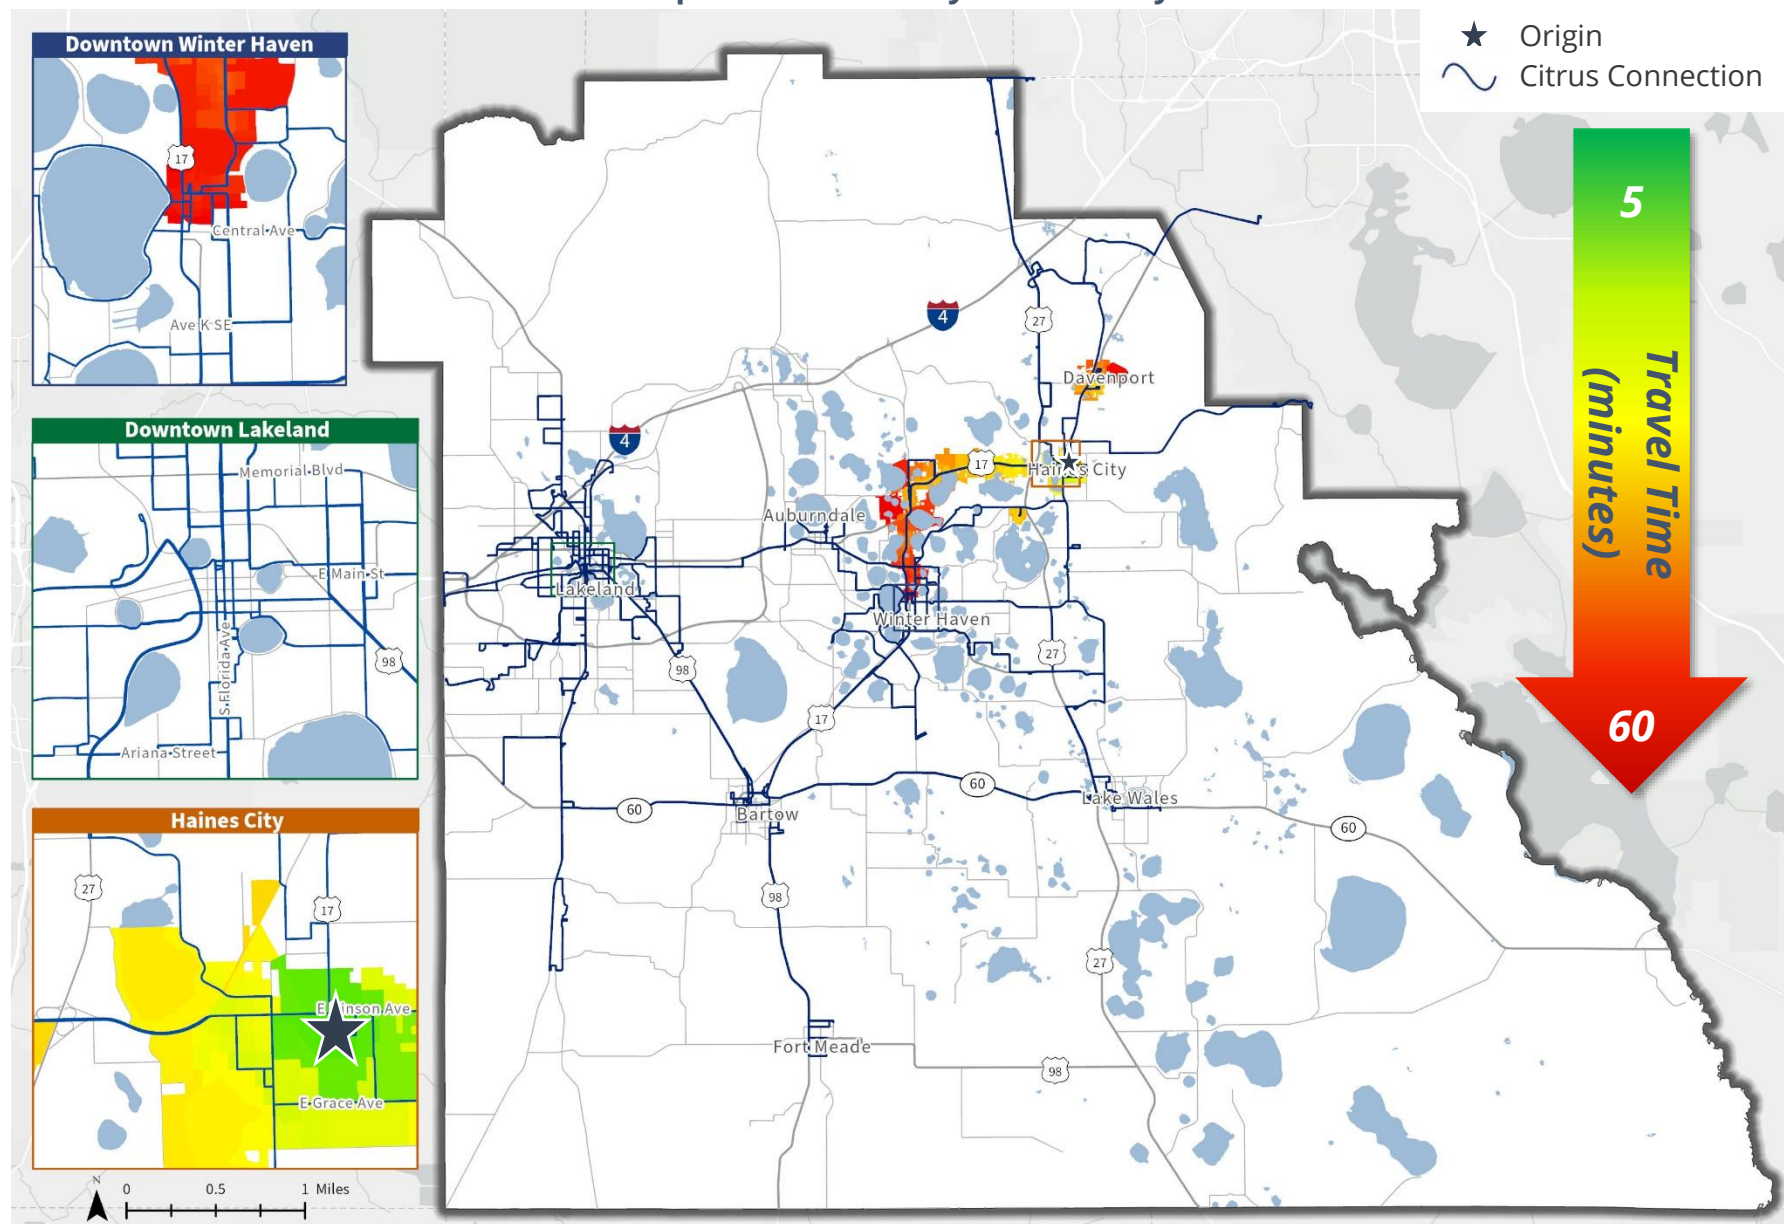 Downtown Winter Haven
17
Central Ave
Ave K SE
Downtown Lakeland
Memorial Blvd
E Main St
S Florida Ave
98
Ariana Street
Haines City
27
17
E Grace Ave
N
0 0.5 1 Miles
Origin
Citrus Connection
5
Travel Time
(minutes)
60
4
27
Davenport
4
17
Haines City
Auburndale
Lakeland
Winter Haven
98
27
17
60
60
Lake Wales
Bartow
60
98
27
Fort Meade
98